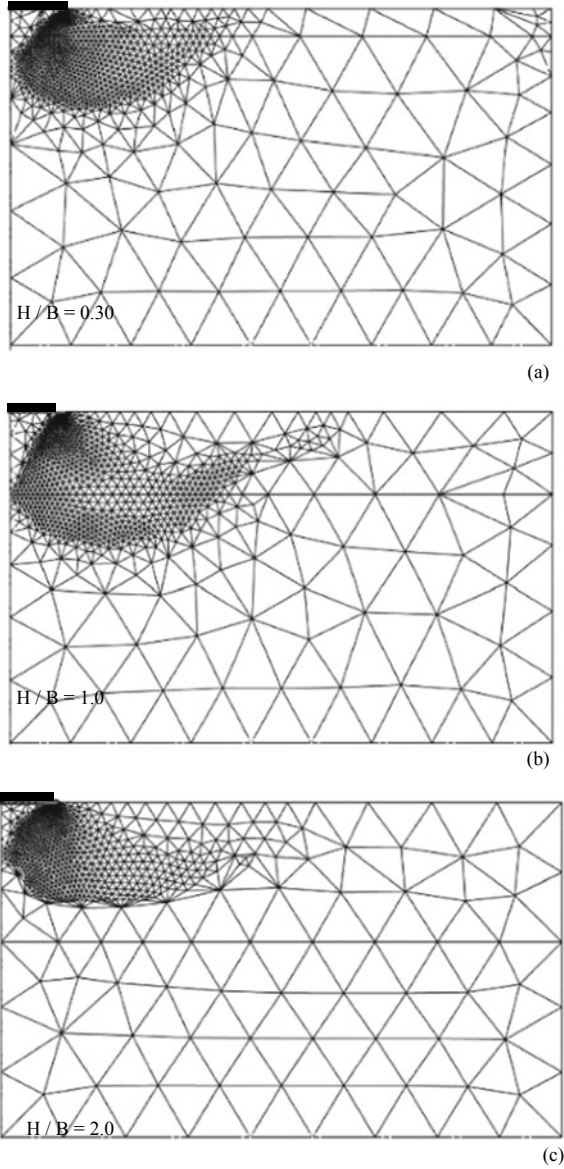 H / B = 0.30
(a)
H / B = 1.0
(b)
H / B = 2.0
(c)